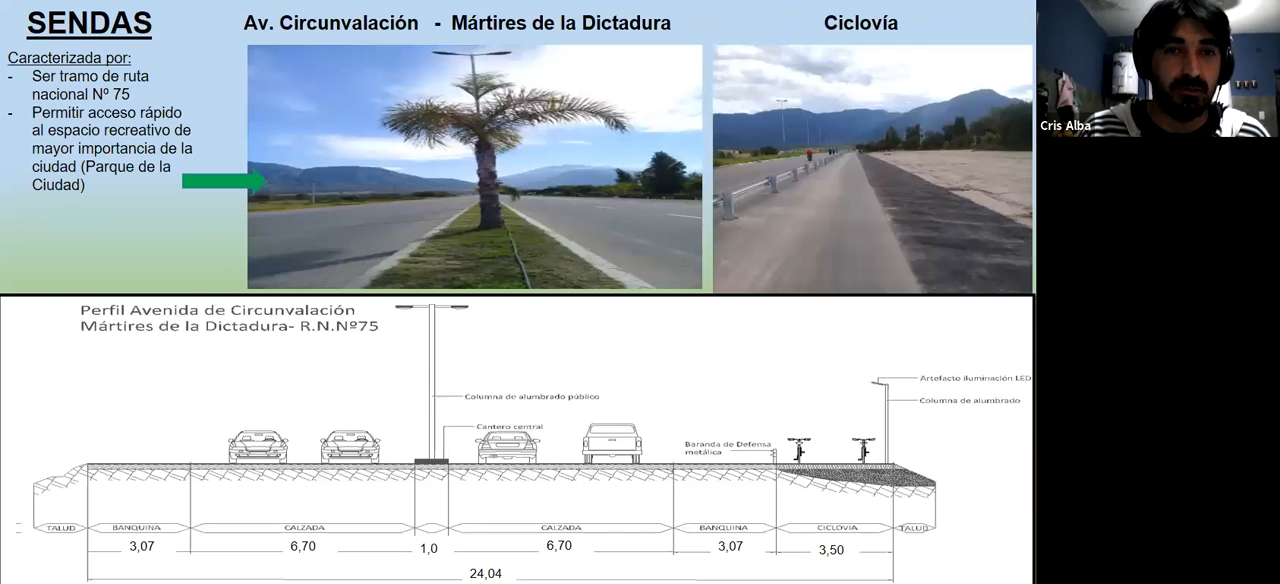 SENDAS
Av. Circunvalación - Mártires de la Dictadura
Ciclovía
Caracterizada por:
- Ser tramo de ruta
nacional Nº 75
- Permitir acceso rápido
al espacio recreativo de
mayor importancia de la
ciudad (Parque de la
Ciudad)
Cris Alba
Perfil Avenida de Circunvalación
Mártires de la Dictadura- R.N.Nº75
Artefacto iluminación LED
Columna de alumbrado público
Columna de alumbrado
Cantero central
Baranda de Defensa
metálica
TALUD BANQUINA CALZADA CALZADA BANQUINA CICLOVIA TALUD
3,07 6,70 1,0 6,70 3,07 3,50
24,04